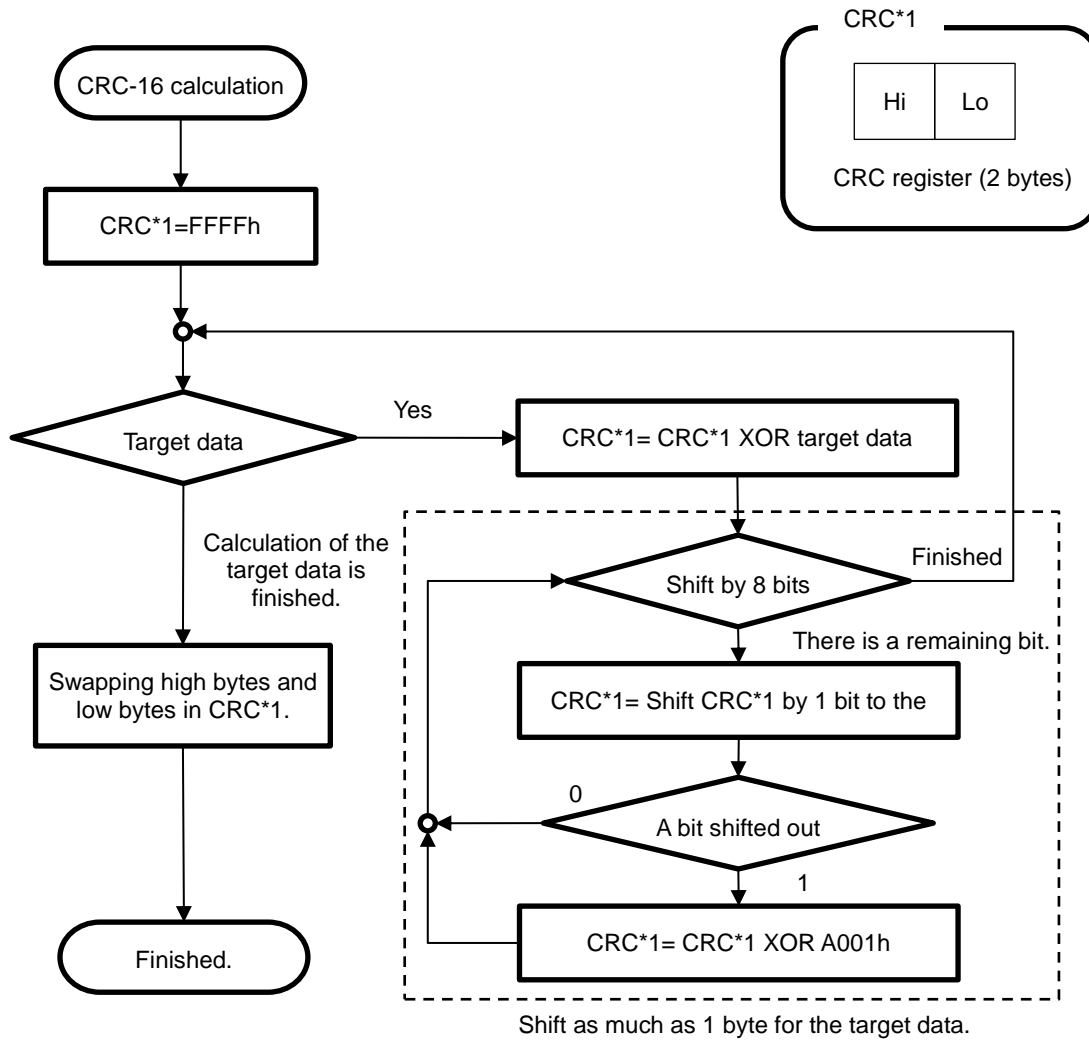 CRC*1
Hi
Lo
CRC register (2 bytes)
CRC-16 calculation
CRC*1=FFFFh
Target data
Yes
CRC*1= CRC*1 XOR target data
Calculation of the
target data is
finished.
Shift by 8 bits
Finished
There is a remaining bit.
Swapping high bytes and
low bytes in CRC*1.
CRC*1= Shift CRC*1 by 1 bit to the
0
A bit shifted out
1
CRC*1= CRC*1 XOR A001h
Finished.
Shift as much as 1 byte for the target data.